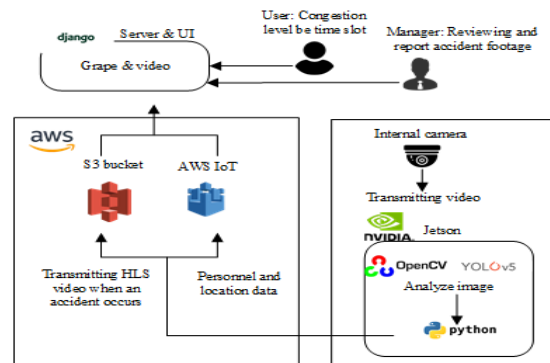 django
Server & UI
Grape & video
User: Congestion
level be time slot
Manager: Reviewing and
report accident footage
aws
S3 bucket
AWS IoT
Transmitting HLS
video when an
accident occurs
Personnel and
location data
Internal camera
Transmitting video
NVIDIA.
Jetson
OpenCV
YOLOv5
Analyze image
python